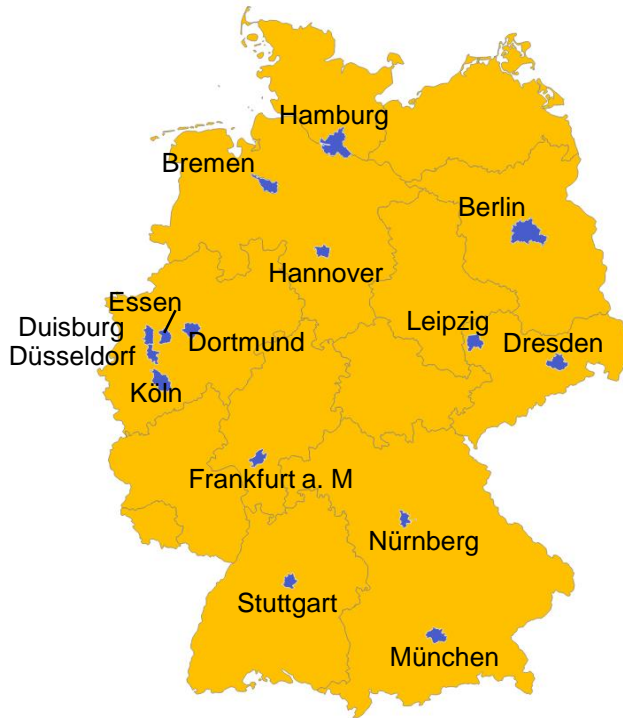 Hamburg
Bremen
Berlin
Hannover
Essen
Duisburg
Dortmund
Leipzig
Düsseldorf
Dresden
Köln
Frankfurt a. M
Nürnberg
Stuttgart
München